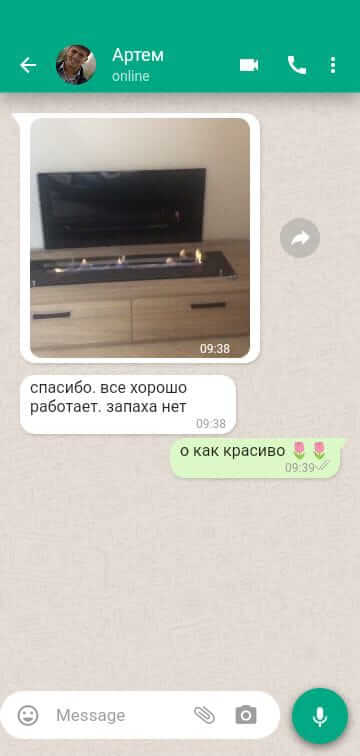 Артем
online
09:38
спасибо. все хорошо
работает. запаха нет
09:38
о как красиво 🌷🌷
09:39
Message